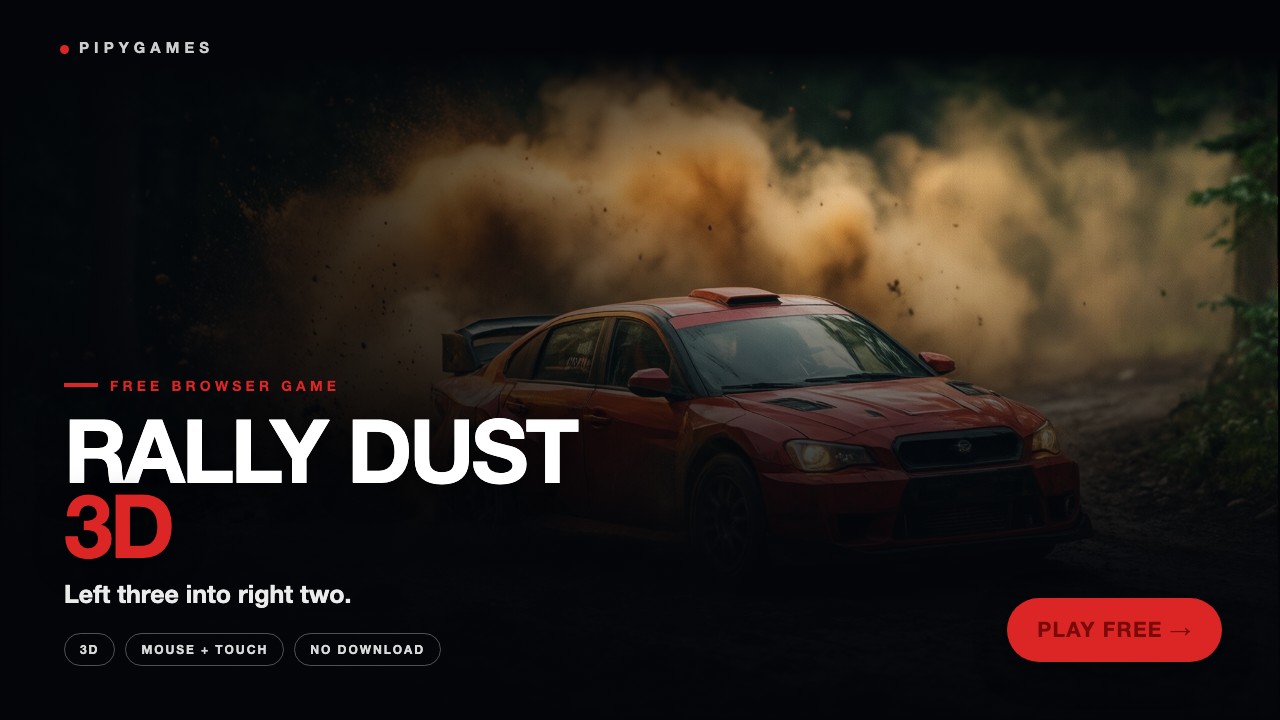 PIPYGAMES
FREE BROWSER GAME
RALLY DUST
3D
Left three into right two.
3D
MOUSE + TOUCH
NO DOWNLOAD
PLAY FREE →